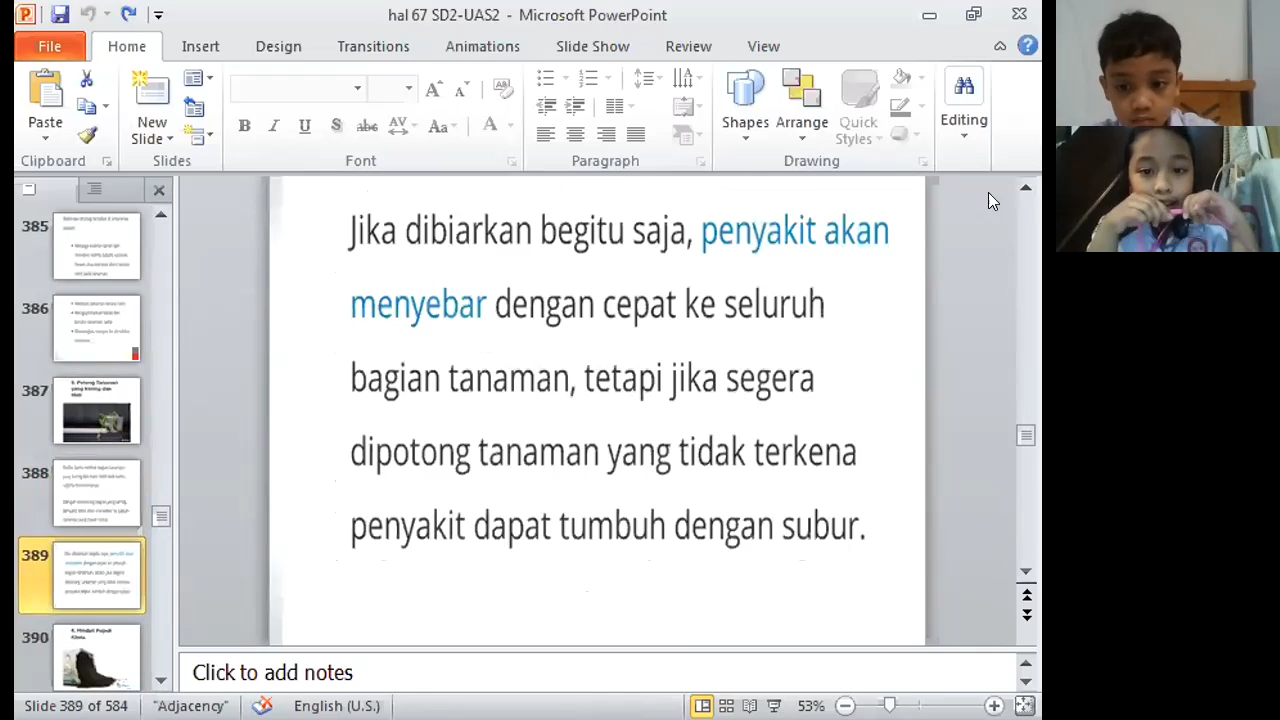 hal 67 SD2-UAS2 - Microsoft PowerPoint
File Home Insert Design Transitions Animations Slide Show Review View
Paste New Slide Shapes Arrange Quick Styles Editing
Clipboard Slides Font Paragraph Drawing
385
386
387
388
389
390
Jika dibiarkan begitu saja, penyakit akan
menyebar dengan cepat ke seluruh
bagian tanaman, tetapi jika segera
dipotong tanaman yang tidak terkena
penyakit dapat tumbuh dengan subur.
Click to add notes
Slide 389 of 584 "Adjacency" English (U.S.) 53%